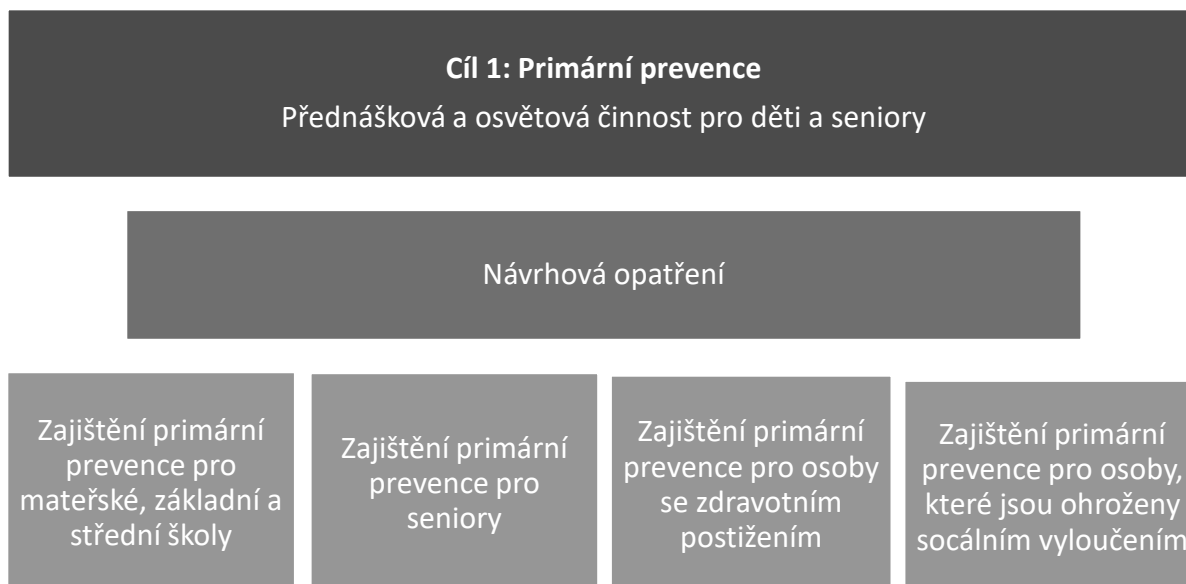 Cíl 1: Primární prevence
Přednášková a osvětová činnost pro děti a seniory
Návrhová opatření
Zajištění primární
prevence pro
mateřské, základní a
střední školy
Zajištění primární
prevence pro
seniory
Zajištění primární
prevence pro osoby
se zdravotním
postižením
Zajištění primární
prevence pro osoby,
které jsou ohroženy
socálním vyloučením